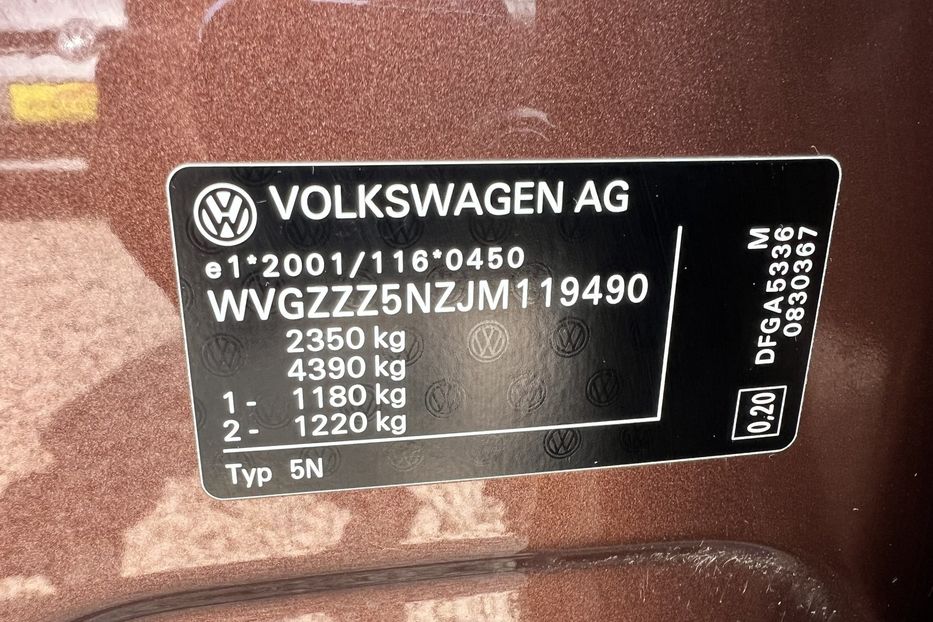 VOLKSWAGEN AG
e1*2001/116*0450
WVGZZZ5NZJM119490
2350 kg
4390 kg
1- 1180 kg
2- 1220 kg
Typ 5N
DFGA5336 M
0830367
0,20